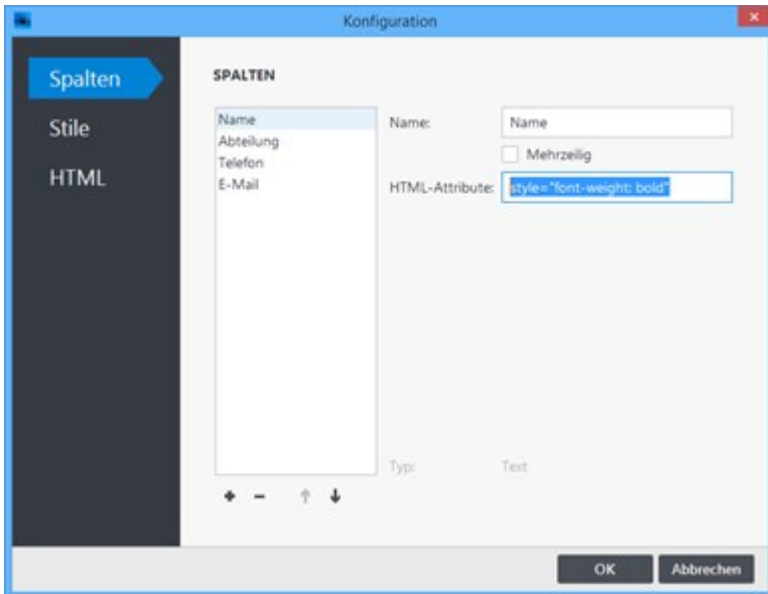 Konfiguration
Spalten
Stile
HTML
SPALTEN
Name
Abteilung
Telefon
E-Mail
Name: Name
Mehrzeilig
HTML-Attribute: style="font-weight: bold"
Typ: Text
OK Abbrechen